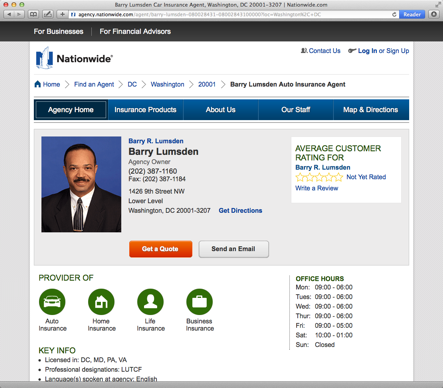 Barry Lumsden Car Insurance Agent, Washington, DC 20001-3207 | Nationwide.com
agency.nationwide.com/agent/barry-lumsden-080028431-08002843100000?loc=Washington%2C+DC
Reader
For Businesses
For Financial Advisors
Nationwide®
Contact Us
Log In or Sign Up
Home
Find an Agent
DC
Washington
20001
Barry Lumsden Auto Insurance Agent
Agency Home
Insurance Products
About Us
Our Staff
Map & Directions
Barry R. Lumsden
Barry Lumsden
Agency Owner
(202) 387-1160
Fax: (202) 387-1184
1426 9th Street NW
Lower Level
Washington, DC 20001-3207 Get Directions
Get a Quote
Send an Email
AVERAGE CUSTOMER
RATING FOR
Barry R. Lumsden
Not Yet Rated
Write a Review
PROVIDER OF
Auto
Insurance
Home
Insurance
Life
Insurance
Business
Insurance
OFFICE HOURS
Mon: 09:00 - 06:00
Tues: 09:00 - 06:00
Wed: 09:00 - 06:00
Thur: 09:00 - 06:00
Fri: 09:00 - 05:00
Sat: 10:00 - 01:00
Sun: Closed
KEY INFO
Licensed in: DC, MD, PA, VA
Professional designations: LUTCF
Language(s) spoken at agency: English